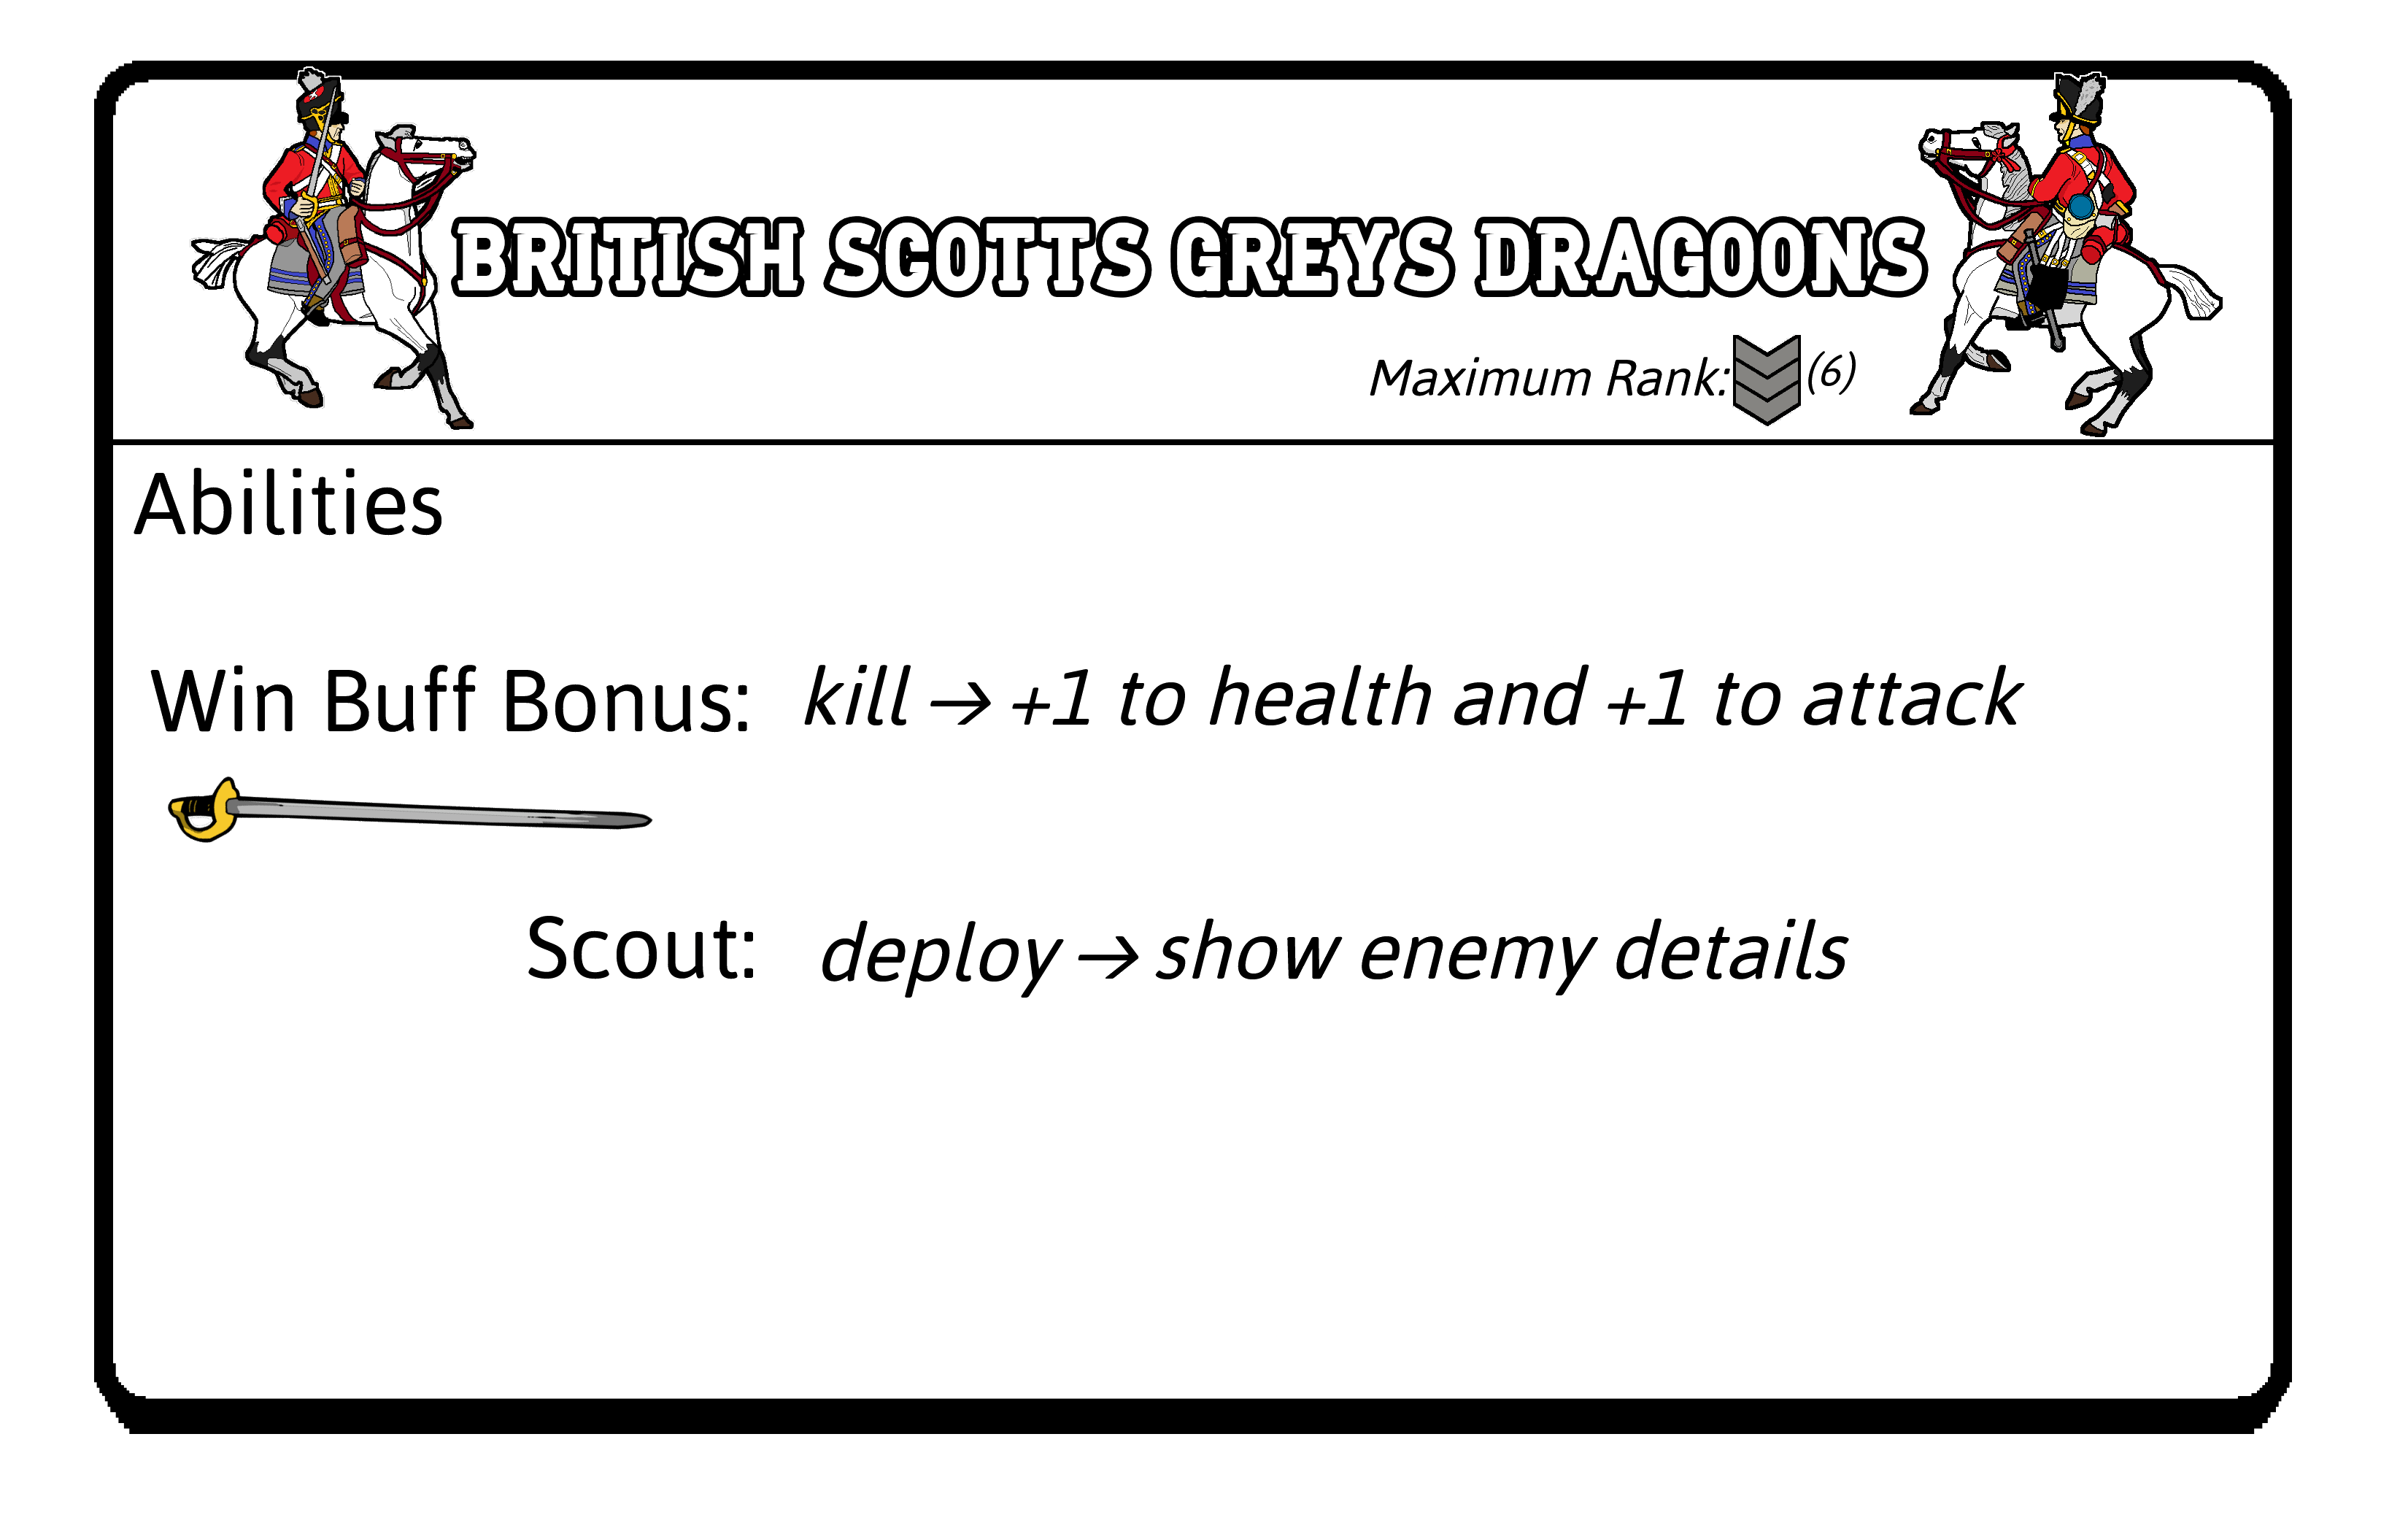 BRITISH SCOTTS GREYS DRAGOONS
Maximum Rank: (6)
Abilities
Win Buff Bonus: kill → +1 to health and +1 to attack
Scout: deploy → show enemy details